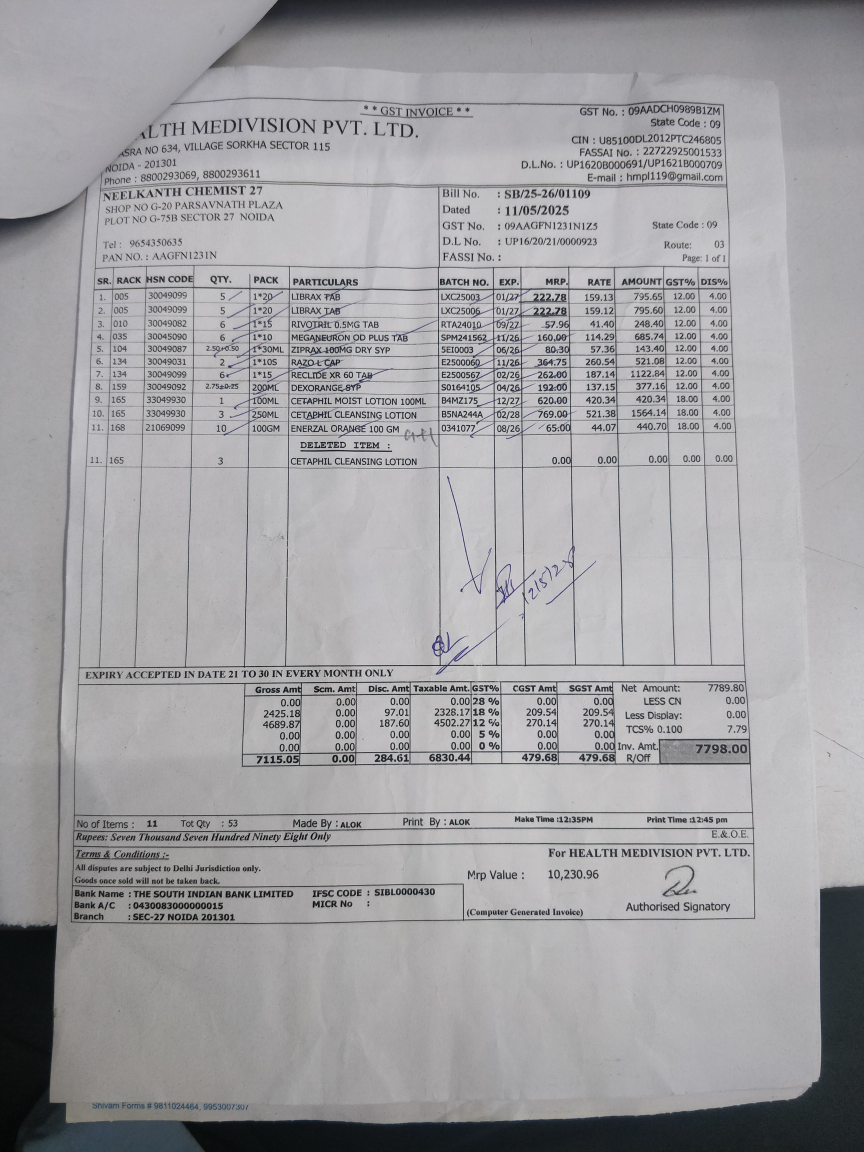 * * GST INVOICE * *
GST No. : 09AADCH0989B1ZM
State Code : 09
ALTH MEDIVISION PVT. LTD.
CIN : U85100DL2012PTC246805
ASRA NO 634, VILLAGE SORKHA SECTOR 115
FASSAI No. : 22722925001533
NOIDA - 201301
D.L.No. : UP1620B000691/UP1621B000709
Phone : 8800293069, 8800293611
E-mail : hmpl119@gmail.com
NEELKANTH CHEMIST 27
SHOP NO G-20 PARSAVNATH PLAZA
PLOT NO G-75B SECTOR 27 NOIDA
Tel : 9654350635
PAN NO. : AAGFN1231N
Bill No. : SB/25-26/01109
Dated : 11/05/2025
GST No. : 09AAGFN1231N1Z5 State Code : 09
D.L No. : UP16/20/21/0000923 Route: 03
FASSI No. : Page: 1 of 1
SR. RACK HSN CODE QTY. PACK PARTICULARS BATCH NO. EXP. MRP. RATE AMOUNT GST% DIS%
1. 005 30049099 5 1*20 LIBRAX TAB LXC25003 01/27 222.78 159.13 795.65 12.00 4.00
2. 005 30049099 5 1*20 LIBRAX TAB LXC25006 01/27 222.78 159.12 795.60 12.00 4.00
3. 010 30049082 6 1*15 RIVOTRIL 0.5MG TAB RTA24010 09/27 57.96 41.40 248.40 12.00 4.00
4. 035 30045090 6 1*10 MEGANEURON OD PLUS TAB SPM241562 11/26 160.00 114.29 685.74 12.00 4.00
5. 104 30049087 2.50+0.50 1*30ML ZIPRAX 100MG DRY SYP 5EI0003 06/26 80.30 57.36 143.40 12.00 4.00
6. 134 30049031 2 1*10S RAZO L CAP E2500060 11/26 364.75 260.54 521.08 12.00 4.00
7. 134 30049099 6 1*15 RECLIDE XR 60 TAB E2500567 02/26 262.00 187.14 1122.84 12.00 4.00
8. 159 30049092 2.75+0.25 200ML DEXORANGE SYP S0164105 04/26 192.00 137.15 377.16 12.00 4.00
9. 165 33049930 1 100ML CETAPHIL MOIST LOTION 100ML B4MZ175 12/27 620.00 420.34 420.34 18.00 4.00
10. 165 33049930 3 250ML CETAPHIL CLEANSING LOTION B5NA244A 02/28 769.00 521.38 1564.14 18.00 4.00
11. 168 21069099 10 100GM ENERZAL ORANGE 100 GM 0341077 08/26 65.00 44.07 440.70 18.00 4.00
DELETED ITEM :
11. 165 3 CETAPHIL CLEANSING LOTION 0.00 0.00 0.00 0.00 0.00
12/5/25
EXPIRY ACCEPTED IN DATE 21 TO 30 IN EVERY MONTH ONLY
Gross Amt Scm. Amt Disc. Amt Taxable Amt. GST% CGST Amt SGST Amt
0.00 0.00 0.00 0.00 28 % 0.00 0.00
2425.18 0.00 97.01 2328.17 18 % 209.54 209.54
4689.87 0.00 187.60 4502.27 12 % 270.14 270.14
0.00 0.00 0.00 0.00 5 % 0.00 0.00
0.00 0.00 0.00 0.00 0 % 0.00 0.00
7115.05 0.00 284.61 6830.44 479.68 479.68
Net Amount: 7789.80
LESS CN 0.00
Less Display: 0.00
TCS% 0.100 7.79
Inv. Amt. R/Off 7798.00
No of Items : 11 Tot Qty : 53 Made By : ALOK Print By : ALOK Make Time :12:35PM Print Time :12:45 pm
Rupees: Seven Thousand Seven Hundred Ninety Eight Only E.& O.E.
Terms & Conditions :-
All disputes are subject to Delhi Jurisdiction only.
Goods once sold will not be taken back.
For HEALTH MEDIVISION PVT. LTD.
Mrp Value : 10,230.96
Bank Name : THE SOUTH INDIAN BANK LIMITED IFSC CODE : SIBL0000430
Bank A/C : 0430083000000015 MICR No :
Branch : SEC-27 NOIDA 201301
(Computer Generated Invoice)
Authorised Signatory
Shivam Forms # 9811024464, 9953007307